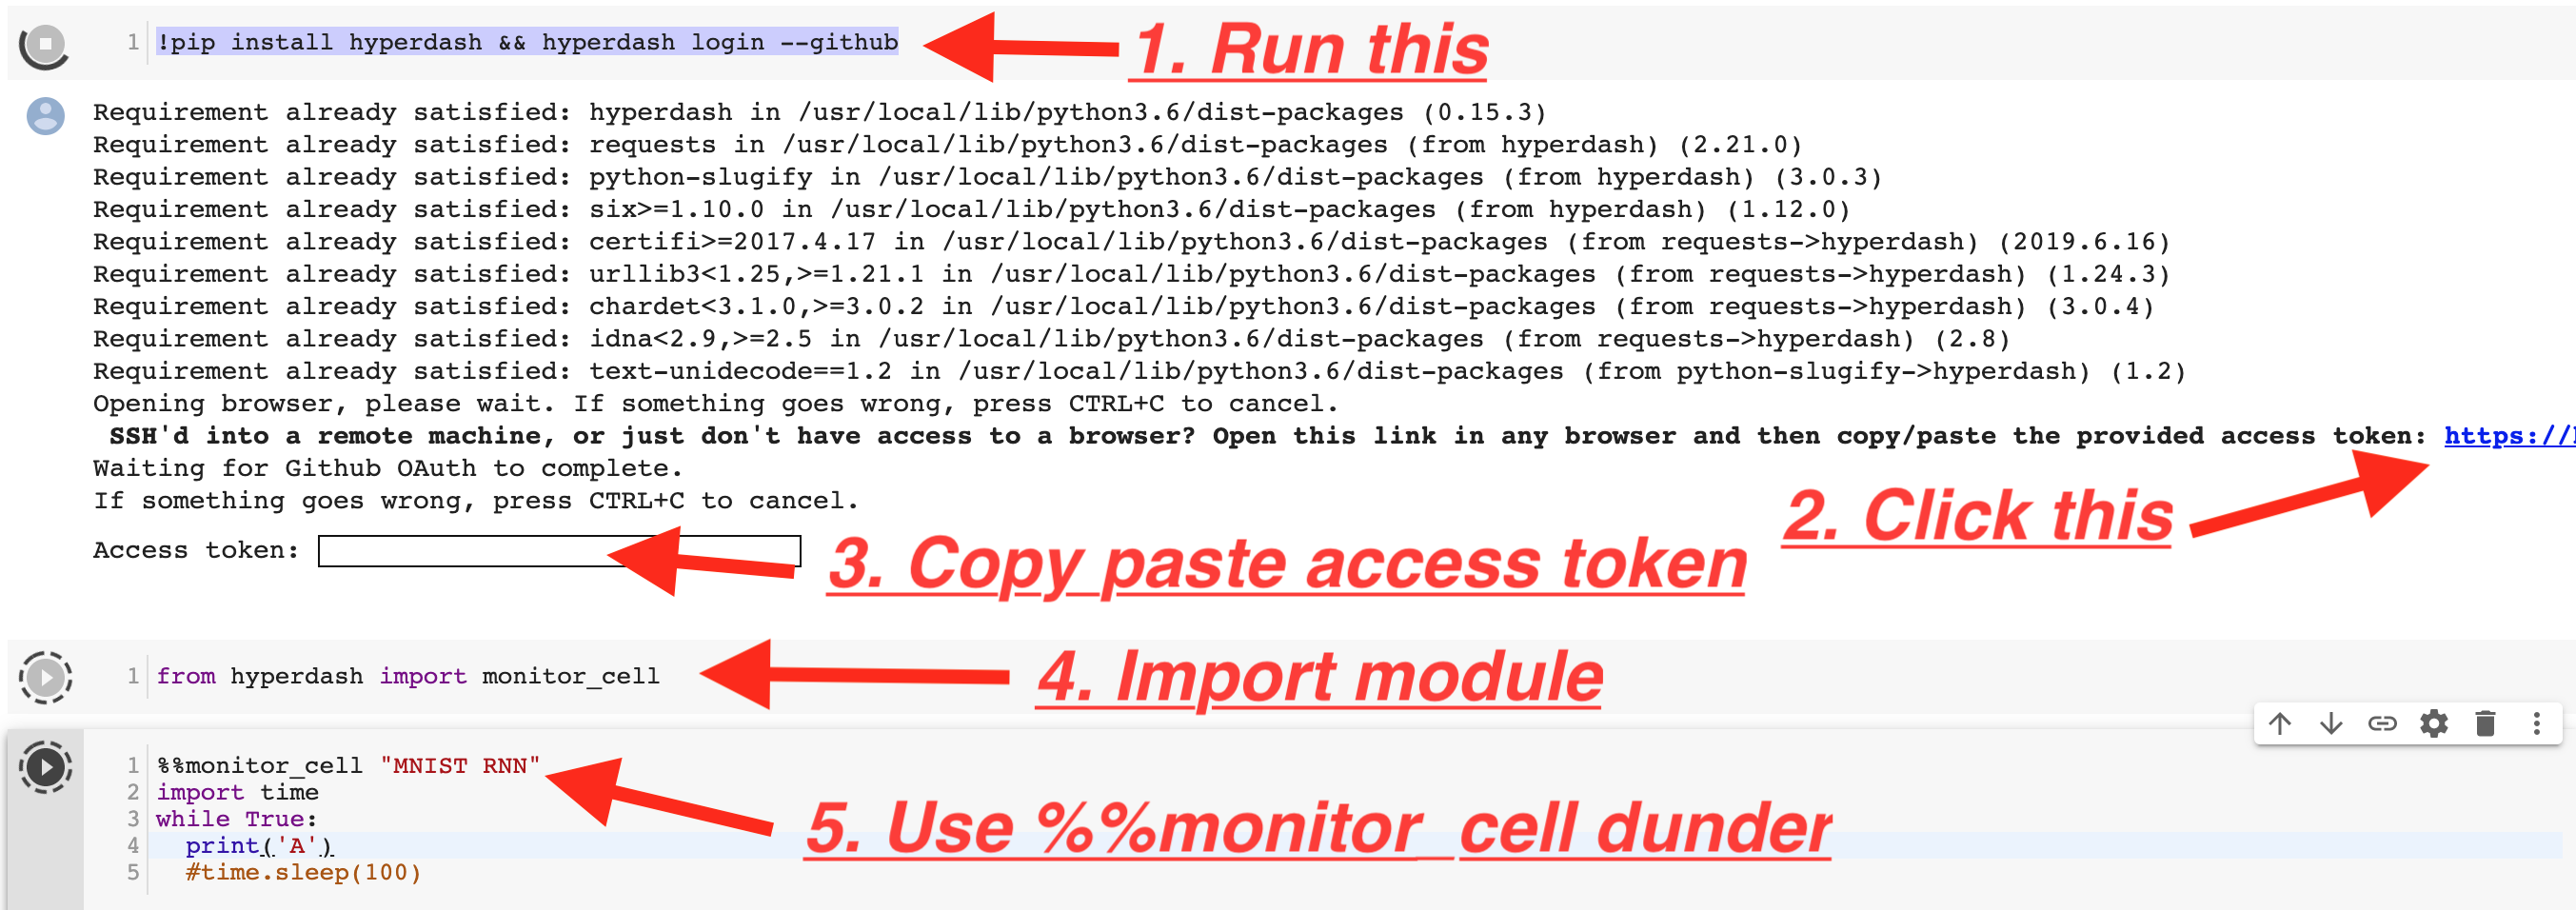 1 !pip install hyperdash && hyperdash login --github
1. Run this
Requirement already satisfied: hyperdash in /usr/local/lib/python3.6/dist-packages (0.15.3)
Requirement already satisfied: requests in /usr/local/lib/python3.6/dist-packages (from hyperdash) (2.21.0)
Requirement already satisfied: python-slugify in /usr/local/lib/python3.6/dist-packages (from hyperdash) (3.0.3)
Requirement already satisfied: six>=1.10.0 in /usr/local/lib/python3.6/dist-packages (from hyperdash) (1.12.0)
Requirement already satisfied: certifi>=2017.4.17 in /usr/local/lib/python3.6/dist-packages (from requests->hyperdash) (2019.6.16)
Requirement already satisfied: urllib3<1.25,>=1.21.1 in /usr/local/lib/python3.6/dist-packages (from requests->hyperdash) (1.24.3)
Requirement already satisfied: chardet<3.1.0,>=3.0.2 in /usr/local/lib/python3.6/dist-packages (from requests->hyperdash) (3.0.4)
Requirement already satisfied: idna<2.9,>=2.5 in /usr/local/lib/python3.6/dist-packages (from requests->hyperdash) (2.8)
Requirement already satisfied: text-unidecode==1.2 in /usr/local/lib/python3.6/dist-packages (from python-slugify->hyperdash) (1.2)
Opening browser, please wait. If something goes wrong, press CTRL+C to cancel.
SSH'd into a remote machine, or just don't have access to a browser? Open this link in any browser and then copy/paste the provided access token: https://
Waiting for Github OAuth to complete.
If something goes wrong, press CTRL+C to cancel.
2. Click this
Access token:
3. Copy paste access token
1 from hyperdash import monitor_cell
4. Import module
1 %%monitor_cell "MNIST RNN"
2 import time
3 while True:
4 print('A')
5 #time.sleep(100)
5. Use %%monitor_cell dunder